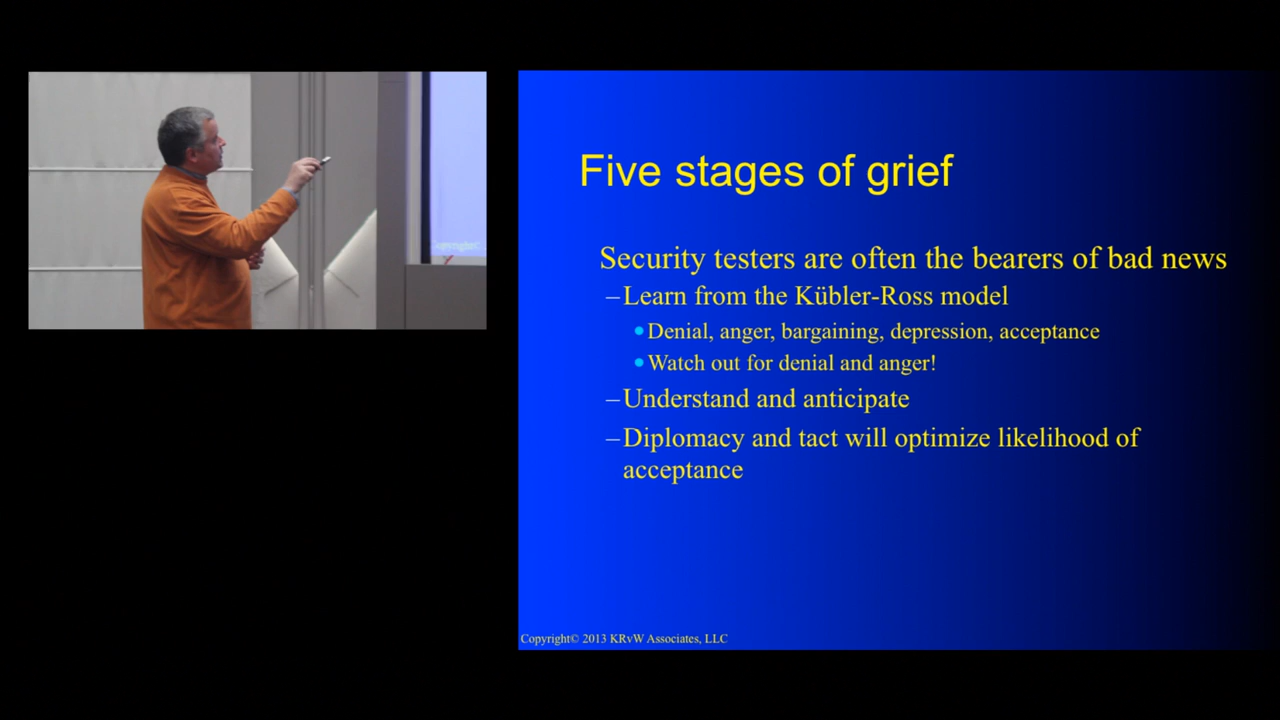 Five stages of grief
Security testers are often the bearers of bad news
–Learn from the Kübler-Ross model
•Denial, anger, bargaining, depression, acceptance
•Watch out for denial and anger!
–Understand and anticipate
–Diplomacy and tact will optimize likelihood of
acceptance
Copyright© 2013 KRvW Associates, LLC
Copyright©